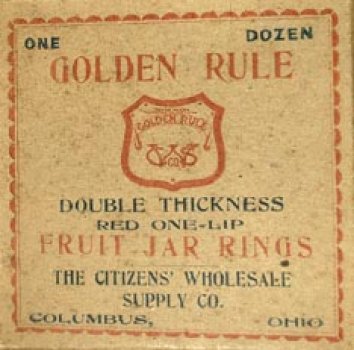 ONE DOZEN
GOLDEN RULE
GOLDEN RULE
CO.
DOUBLE THICKNESS
RED ONE-LIP
FRUIT JAR RINGS
THE CITIZENS' WHOLESALE
SUPPLY CO.
COLUMBUS, OHIO